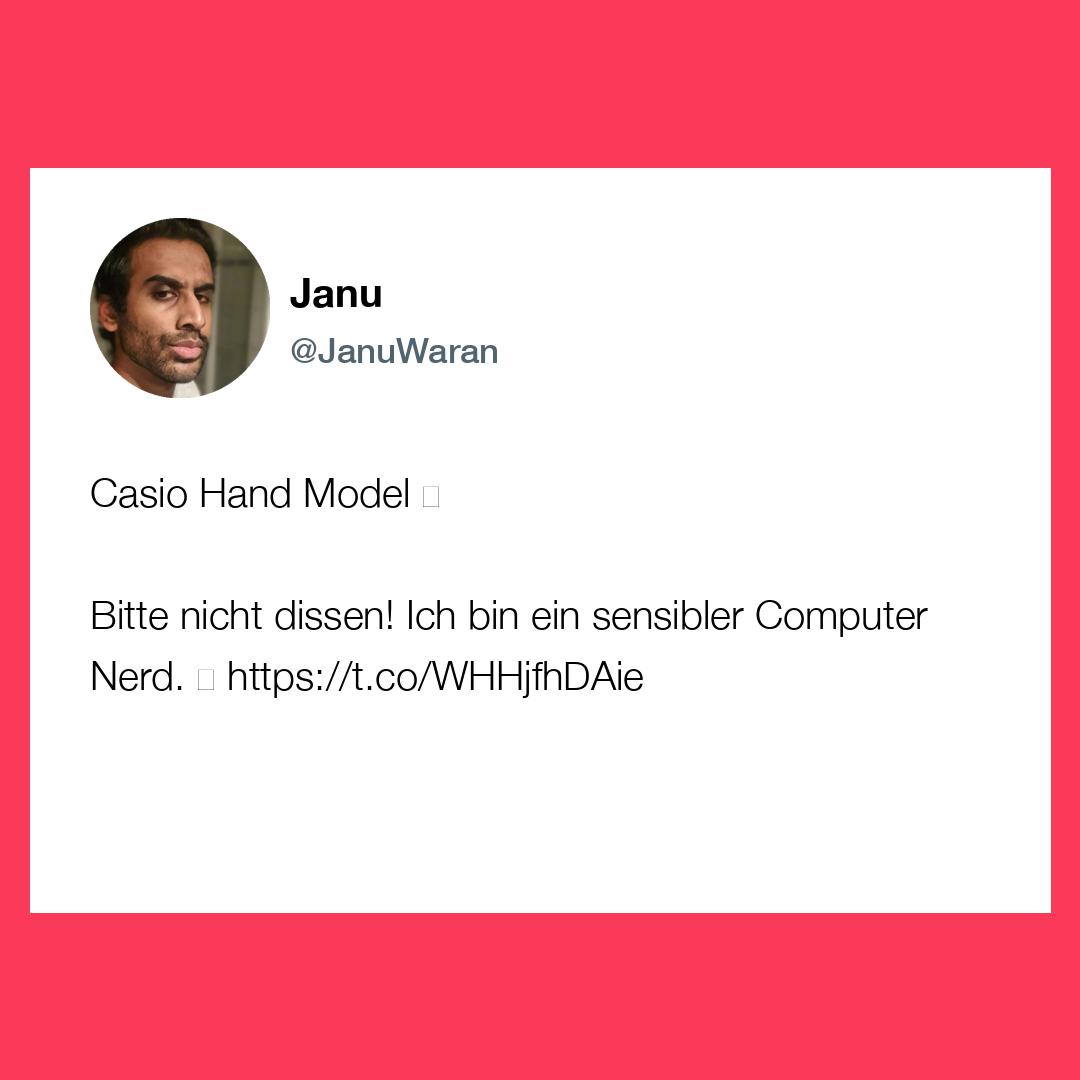 Janu
@JanuWaran
Casio Hand Model
Bitte nicht dissen! Ich bin ein sensibler Computer
Nerd. https://t.co/WHHjfhDAie